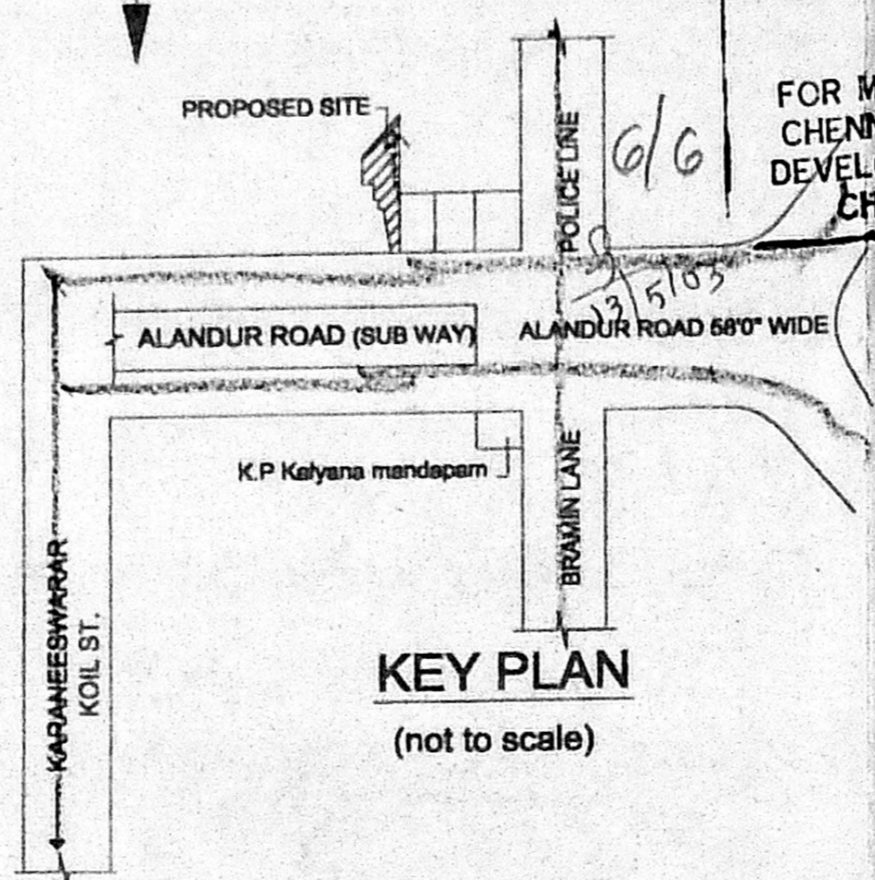 PROPOSED SITE
POLICE LINE
6/6
FOR
DEVEL
13/5/03
ALANDUR ROAD (SUB WAY)
ALANDUR ROAD 58'0" WIDE
K.P Kalyana mandapam
BRAMIN LANE
KARANEESWARAR
KOIL ST.
KEY PLAN
(not to scale)